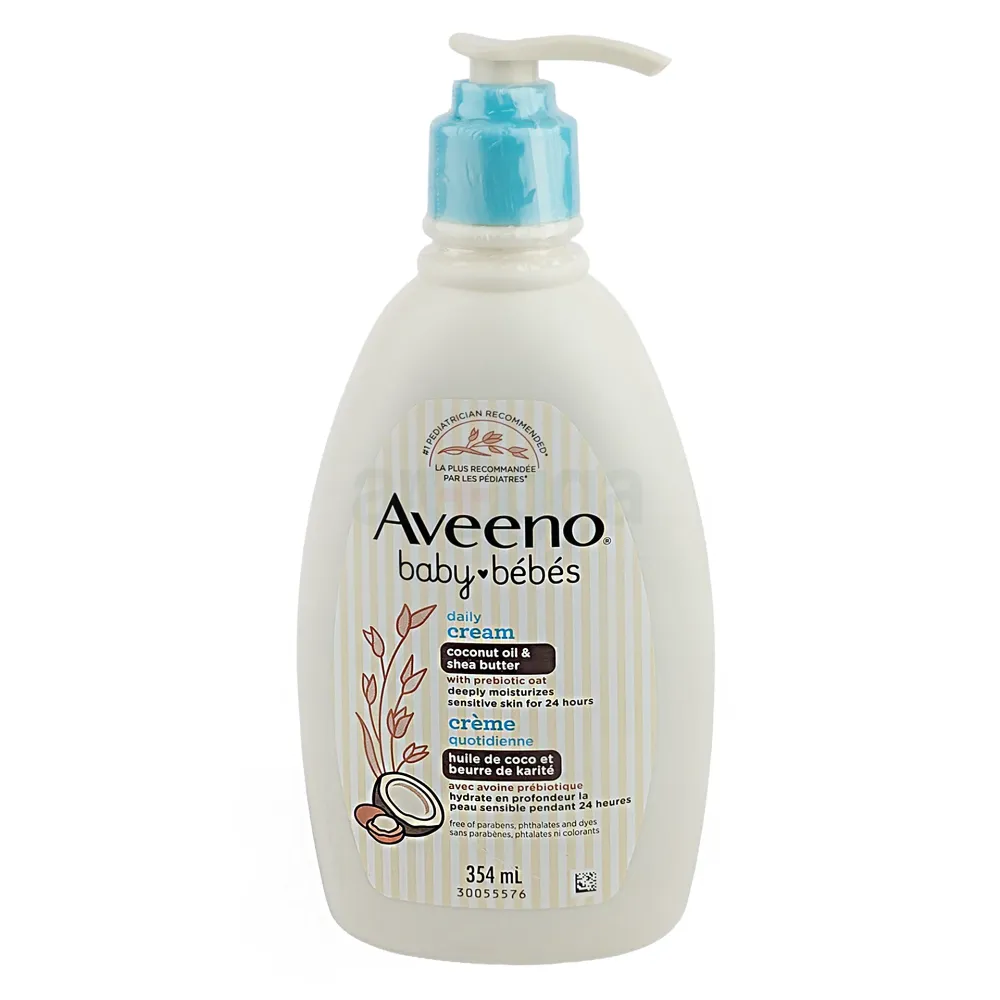 #1 PEDIATRICIAN RECOMMENDED*
LA PLUS RECOMMANDÉE
PAR LES PÉDIATRES*
Aveeno®
baby♥bébés
daily
cream
coconut oil &
shea butter
with prebiotic oat
deeply moisturizes
sensitive skin for 24 hours
crème
quotidienne
huile de coco et
beurre de karité
avec avoine prébiotique
hydrate en profondeur la
peau sensible pendant 24 heures
free of parabens, phthalates and dyes
sans parabènes, phtalates ni colorants
354 mL
30055576